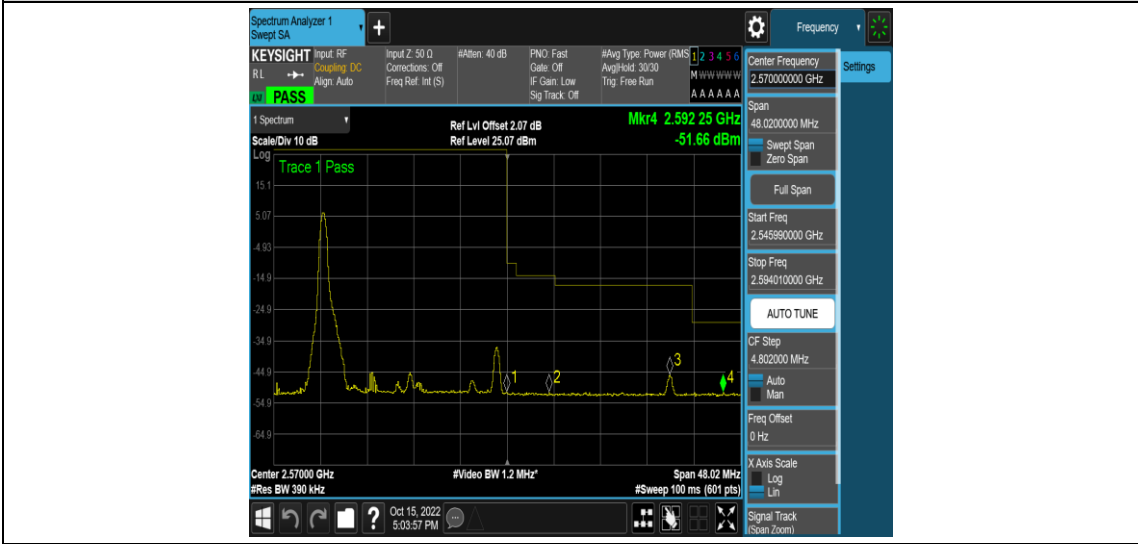 Spectrum Analyzer 1
Swept SA
+
Frequency
KEYSIGHT
RL
PASS
Input: RF
Coupling: DC
Align: Auto
Input Z: 50 Ω
Corrections: Off
Freq Ref: Int (S)
#Atten: 40 dB
PNO: Fast
Gate: Off
IF Gain: Low
Sig Track: Off
#Avg Type: Power (RMS
Avg|Hold: 30/30
Trig: Free Run
1 2 3 4 5 6
M W W W W W
A A A A A A
1 Spectrum
Scale/Div 10 dB
Log
Ref Lvl Offset 2.07 dB
Ref Level 25.07 dBm
Mkr4 2.592 25 GHz
-51.66 dBm
Trace 1 Pass
15.1
5.07
-4.93
-14.9
-24.9
-34.9
-44.9
-54.9
-64.9
1
2
3
4
Center 2.57000 GHz
#Res BW 390 kHz
#Video BW 1.2 MHz*
Span 48.02 MHz
#Sweep 100 ms (601 pts)
?
Oct 15, 2022
5:03:57 PM
Center Frequency
2.570000000 GHz
Settings
Span
48.0200000 MHz
Swept Span
Zero Span
Full Span
Start Freq
2.545990000 GHz
Stop Freq
2.594010000 GHz
AUTO TUNE
CF Step
4.802000 MHz
Auto
Man
Freq Offset
0 Hz
X Axis Scale
Log
Lin
Signal Track
(Span Zoom)